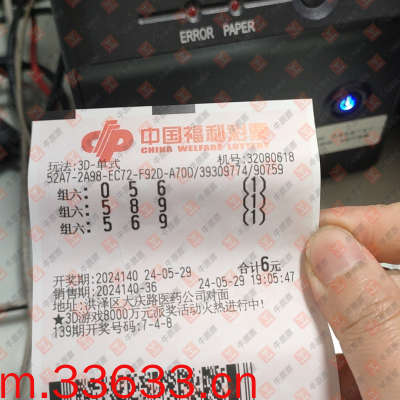 ERROR PAPER
中国福利彩票
CHINA WELFARE LOTTERY
玩法:3D-单式 机号:32080618
52A7-2A98-EC72-F92D-A70D/39309774/90759
组六: 0 5 6 (1)
组六: 5 8 9 (1)
组六: 5 6 9 (1)
开奖期:2024140 24-05-29 合计6元
销售期:2024140-36 24-05-29 19:05:47
地址:洪泽区大庆路医药公司对面
★3D游戏8000万元派奖活动火热进行中!
139期开奖号码:7-4-8
m.33633.cn